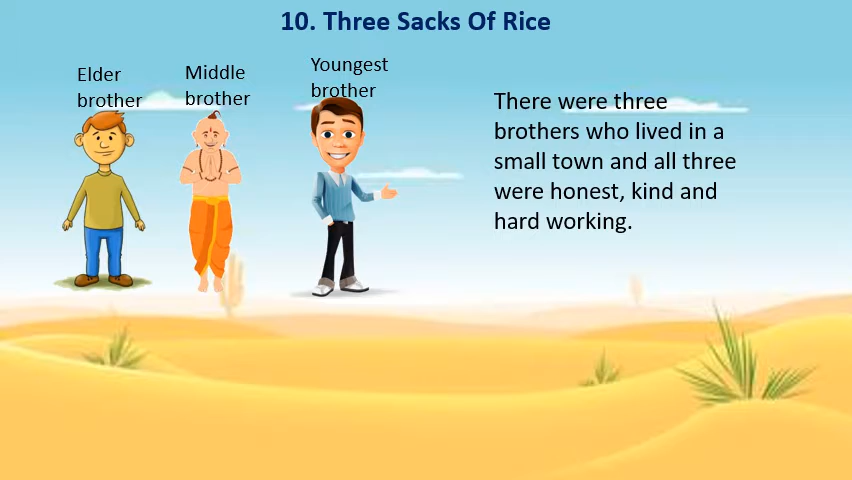 10. Three Sacks Of Rice
Elder
brother
Middle
brother
Youngest
brother
There were three
brothers who lived in a
small town and all three
were honest, kind and
hard working.